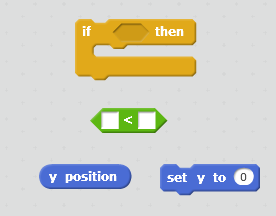 if then
<
y position
set y to 0